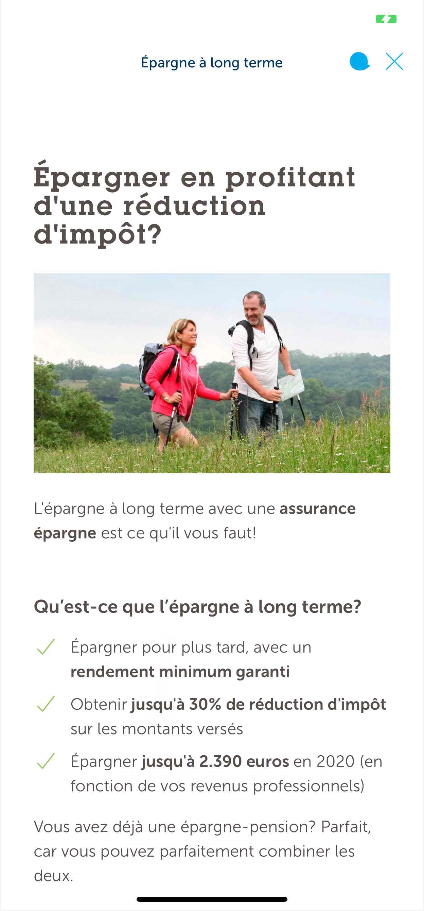 Épargne à long terme
Épargner en profitant
d'une réduction
d'impôt?
L'épargne à long terme avec une assurance
épargne est ce qu'il vous faut!
Qu'est-ce que l'épargne à long terme?
Épargner pour plus tard, avec un
rendement minimum garanti
Obtenir jusqu'à 30% de réduction d'impôt
sur les montants versés
Épargner jusqu'à 2.390 euros en 2020 (en
fonction de vos revenus professionnels)
Vous avez déjà une épargne-pension? Parfait,
car vous pouvez parfaitement combiner les
deux.